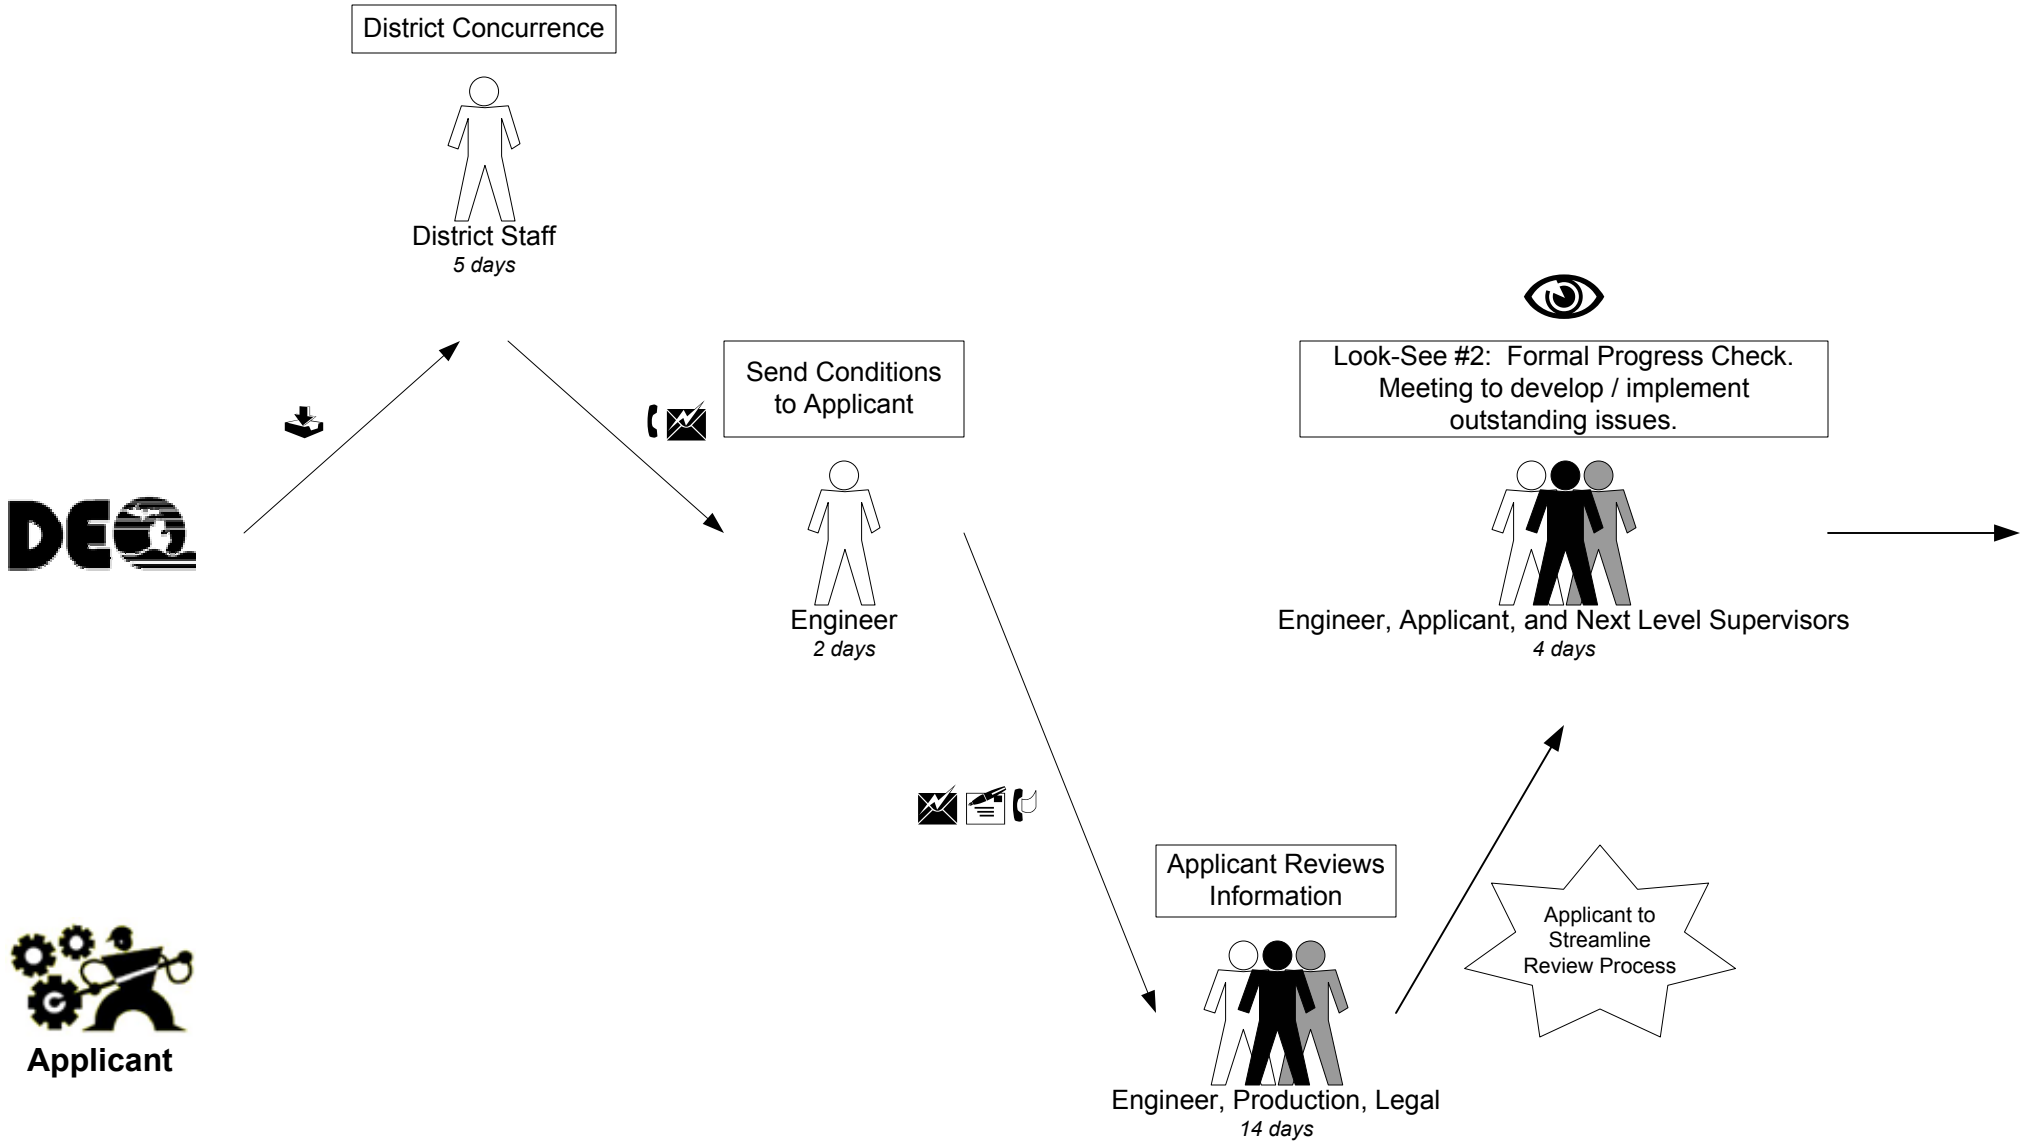 District Concurrence
District Staff
5 days
Send Conditions
to Applicant
Look-See #2:  Formal Progress Check.
Meeting to develop / implement
outstanding issues.
DEQ
Engineer
2 days
Engineer, Applicant, and Next Level Supervisors
4 days
Applicant Reviews
Information
Applicant to
Streamline
Review Process
Applicant
Engineer, Production, Legal
14 days